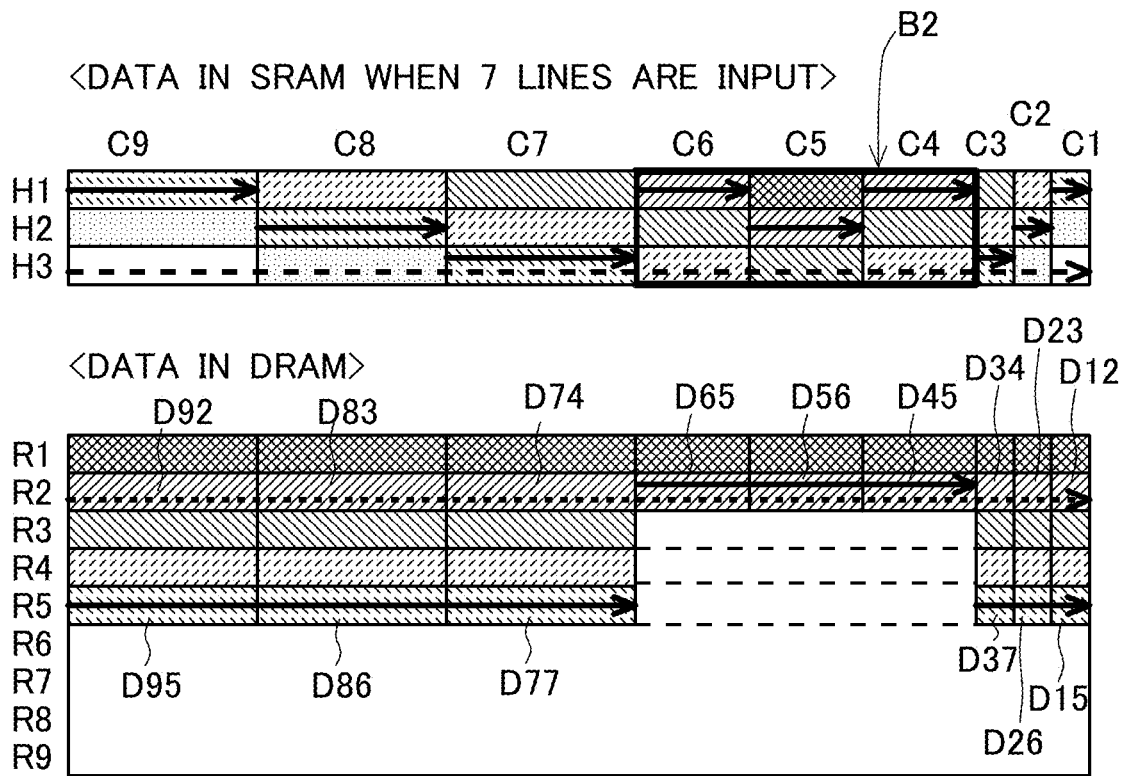 B2
<DATA IN SRAM WHEN 7 LINES ARE INPUT>
C9 C8 C7 C6 C5 C4 C3 C2 C1
H1
H2
H3
<DATA IN DRAM>
D92 D83 D74 D65 D56 D45 D34 D23 D12
R1
R2
R3
R4
R5
R6
R7
R8
R9
D95 D86 D77 D37 D26 D15